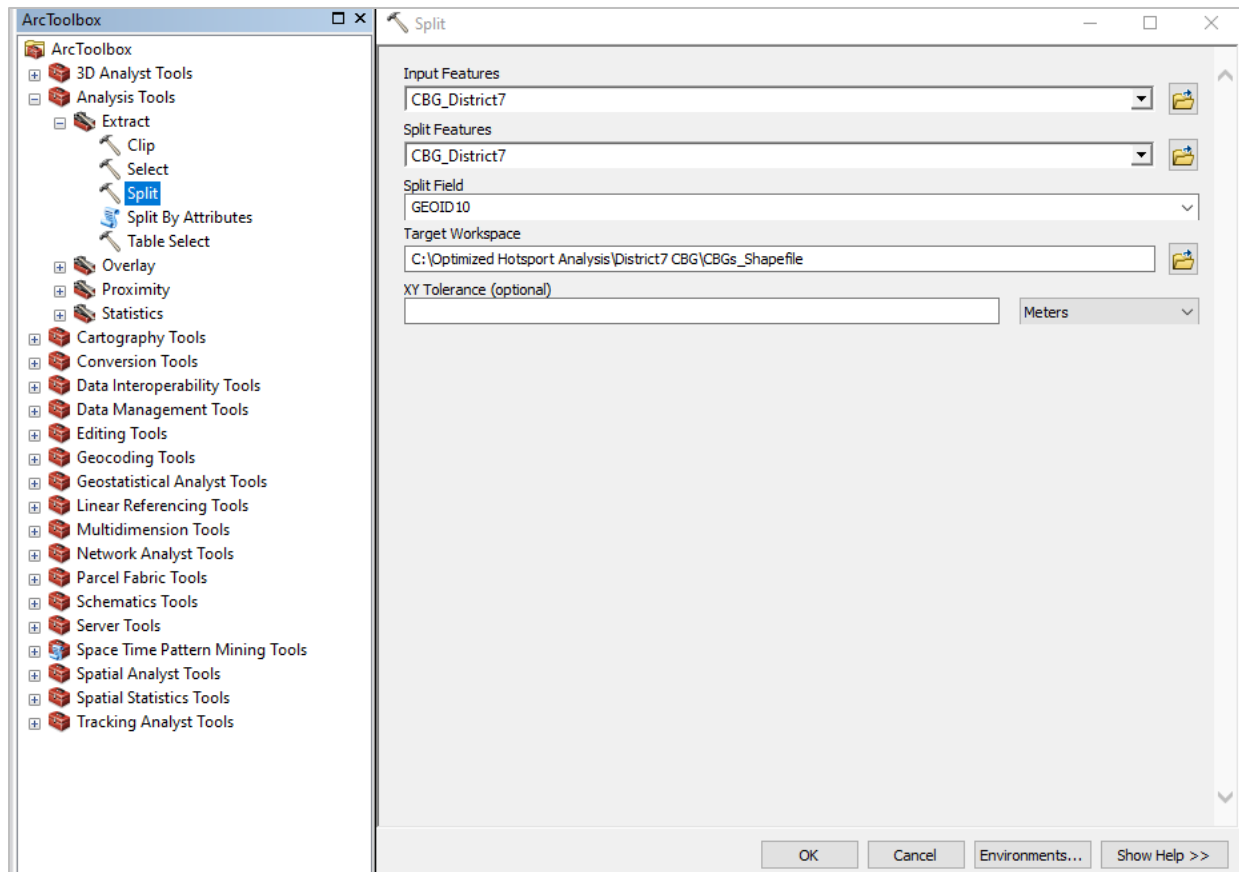 ArcToolbox
ArcToolbox
3D Analyst Tools
Analysis Tools
Extract
Clip
Select
Split
Split By Attributes
Table Select
Overlay
Proximity
Statistics
Cartography Tools
Conversion Tools
Data Interoperability Tools
Data Management Tools
Editing Tools
Geocoding Tools
Geostatistical Analyst Tools
Linear Referencing Tools
Multidimension Tools
Network Analyst Tools
Parcel Fabric Tools
Schematics Tools
Server Tools
Space Time Pattern Mining Tools
Spatial Analyst Tools
Spatial Statistics Tools
Tracking Analyst Tools
Split
Input Features
CBG_District7
Split Features
CBG_District7
Split Field
GEOID10
Target Workspace
C:\Optimized Hotsport Analysis\District7 CBG\CBGs_Shapefile
XY Tolerance (optional)
Meters
OK Cancel Environments... Show Help >>